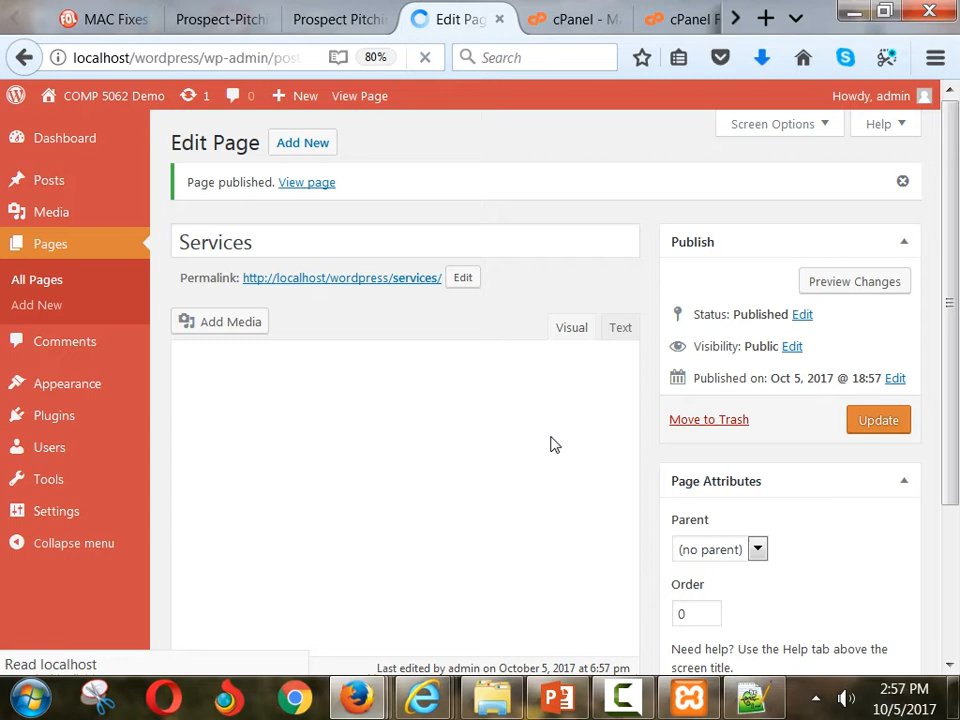 MAC Fixes
Prospect-Pitchi
Prospect Pitchi
Edit Pag
cPanel - M
cPanel F
localhost/wordpress/wp-admin/post
80%
Search
COMP 5062 Demo
1
0
New
View Page
Howdy, admin
Screen Options
Help
Dashboard
Posts
Media
Pages
All Pages
Add New
Comments
Appearance
Plugins
Users
Tools
Settings
Collapse menu
Edit Page
Add New
Page published. View page
Services
Permalink: http://localhost/wordpress/services/ Edit
Add Media
Visual
Text
Last edited by admin on October 5, 2017 at 6:57 pm
Publish
Preview Changes
Status: Published Edit
Visibility: Public Edit
Published on: Oct 5, 2017 @ 18:57 Edit
Move to Trash
Update
Page Attributes
Parent
(no parent)
Order
0
Need help? Use the Help tab above the
screen title.
Read localhost
2:57 PM
10/5/2017